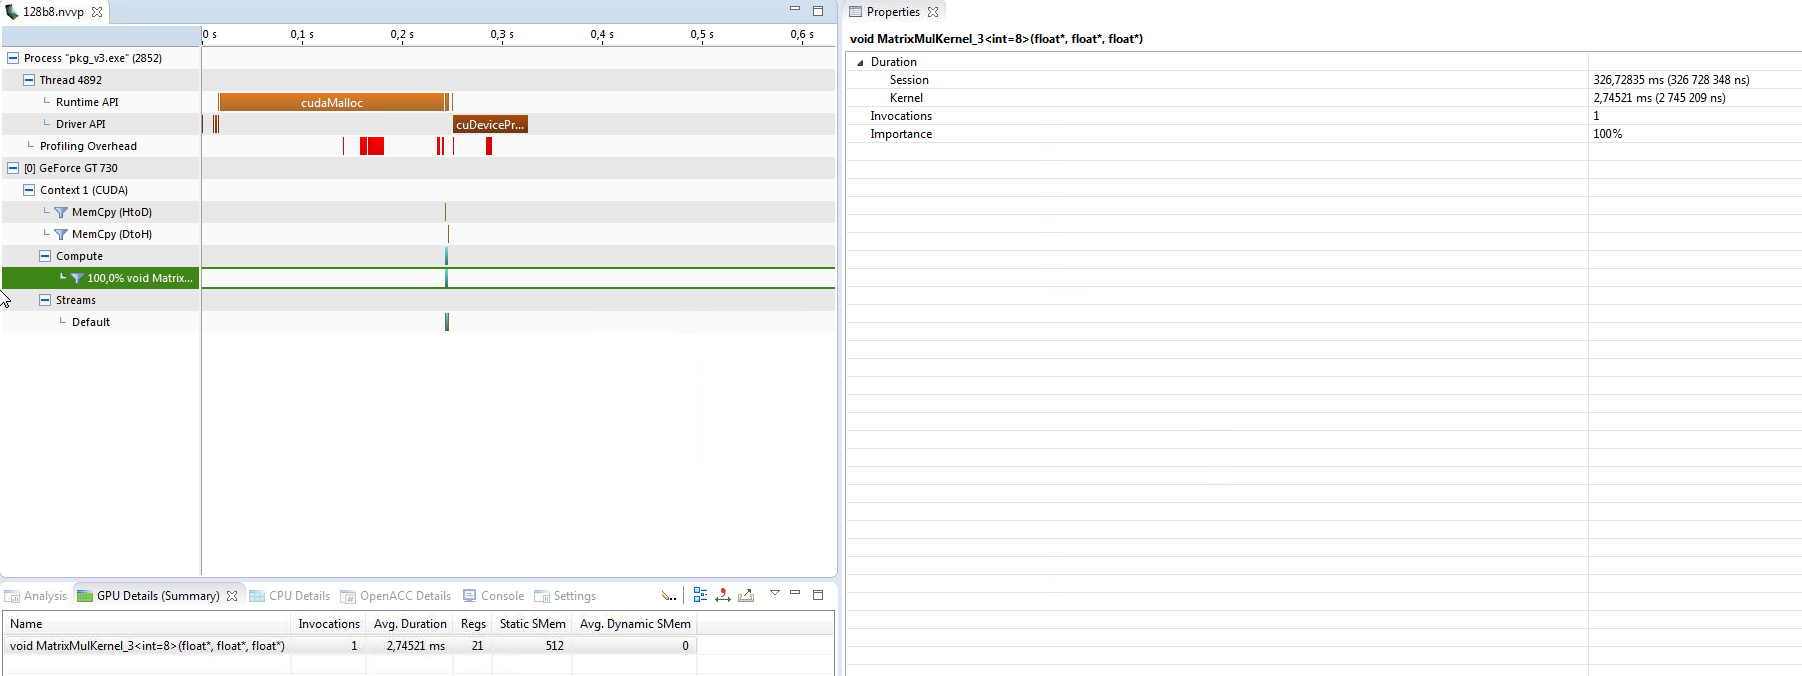 128b8.nvvp
0 s 0,1 s 0,2 s 0,3 s 0,4 s 0,5 s 0,6 s
Process "pkg_v3.exe" (2852)
Thread 4892
Runtime API cudaMalloc
Driver API cuDevicePr...
Profiling Overhead
[0] GeForce GT 730
Context 1 (CUDA)
MemCpy (HtoD)
MemCpy (DtoH)
Compute
100,0% void Matrix...
Streams
Default
Analysis GPU Details (Summary) CPU Details OpenACC Details Console Settings
Name Invocations Avg. Duration Regs Static SMem Avg. Dynamic SMem
void MatrixMulKernel_3<int=8>(float*, float*, float*) 1 2,74521 ms 21 512 0
Properties
void MatrixMulKernel_3<int=8>(float*, float*, float*)
Duration
Session 326,72835 ms (326 728 348 ns)
Kernel 2,74521 ms (2 745 209 ns)
Invocations 1
Importance 100%